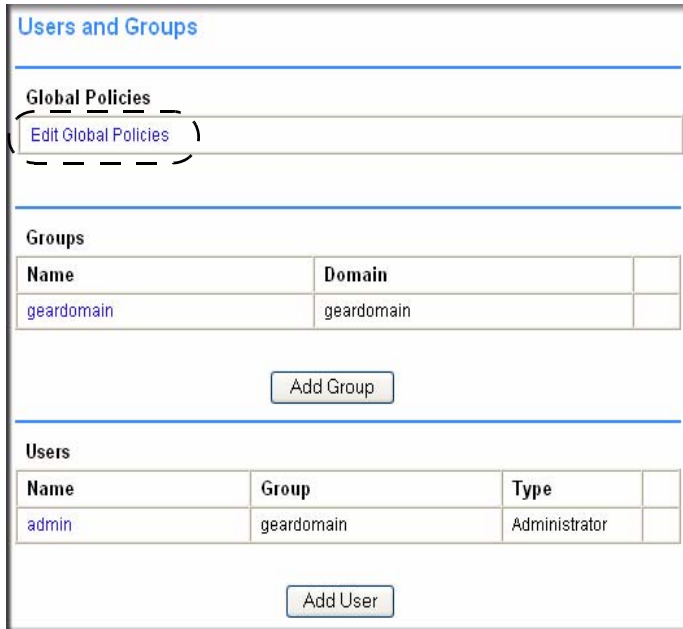 Users and Groups
Global Policies
Edit Global Policies
Groups
Name Domain
geardomain geardomain
Add Group
Users
Name Group Type
admin geardomain Administrator
Add User